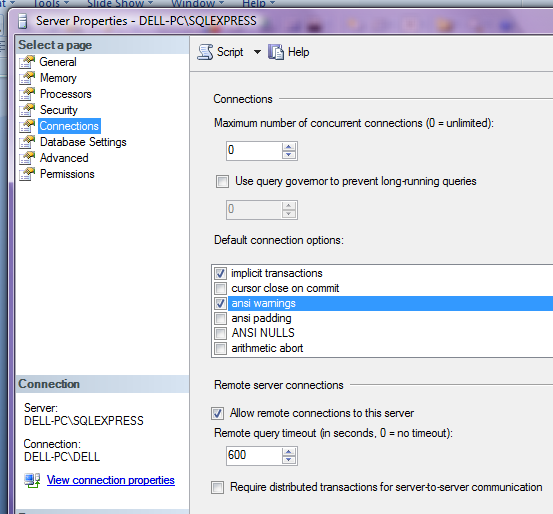 Tools Slide Show Window Help
Server Properties - DELL-PC\SQLEXPRESS
Select a page
General
Memory
Processors
Security
Connections
Database Settings
Advanced
Permissions
Connection
Server:
DELL-PC\SQLEXPRESS
Connection:
DELL-PC\DELL
View connection properties
Script Help
Connections
Maximum number of concurrent connections (0 = unlimited):
0
Use query governor to prevent long-running queries
0
Default connection options:
implicit transactions
cursor close on commit
ansi warnings
ansi padding
ANSI NULLS
arithmetic abort
Remote server connections
Allow remote connections to this server
Remote query timeout (in seconds, 0 = no timeout):
600
Require distributed transactions for server-to-server communication